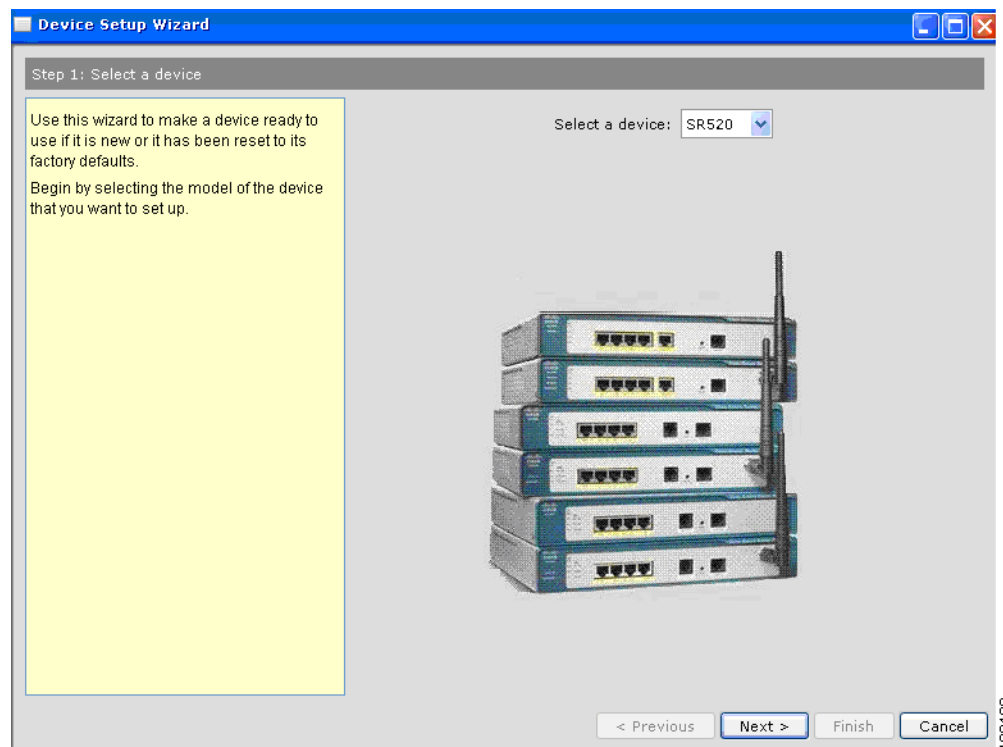 Device Setup Wizard
Step 1: Select a device
Use this wizard to make a device ready to
use if it is new or it has been reset to its
factory defaults.
Begin by selecting the model of the device
that you want to set up.
Select a device: SR520
< Previous
Next >
Finish
Cancel